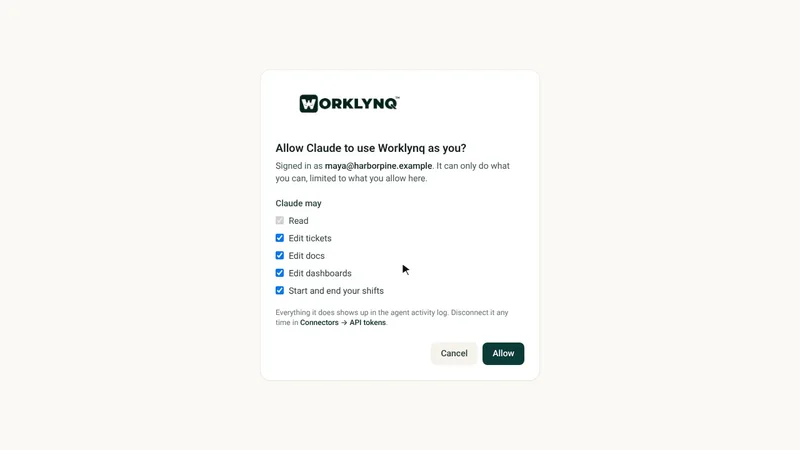 WORKLYNQ™
Allow Claude to use Worklynq as you?
Signed in as maya@harborpine.example. It can only do what
you can, limited to what you allow here.
Claude may
Read
Edit tickets
Edit docs
Edit dashboards
Start and end your shifts
Everything it does shows up in the agent activity log. Disconnect it any
time in Connectors → API tokens.
Cancel
Allow